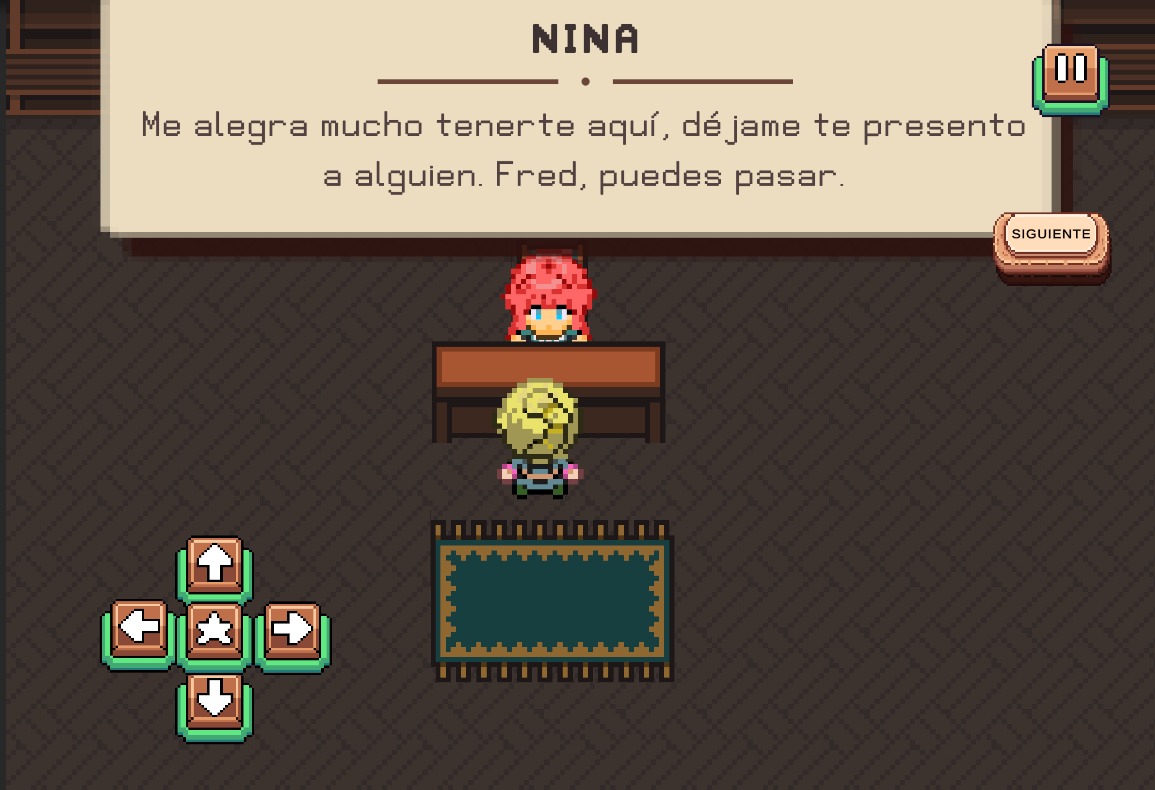 NINA
Me alegra mucho tenerte aquí, déjame te presento
a alguien. Fred, puedes pasar.
SIGUIENTE